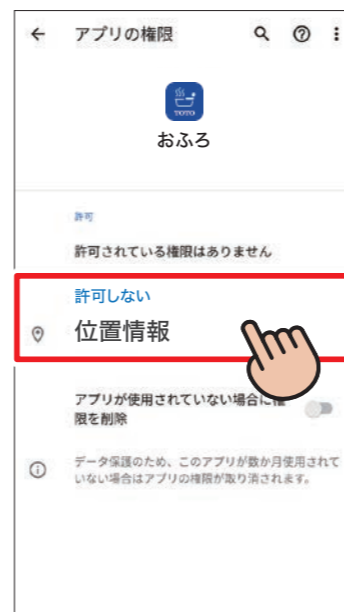 アプリの権限
TOTO
おふろ
許可
許可されている権限はありません
許可しない
位置情報
アプリが使用されていない場合に権
限を削除
データ保護のため、このアプリが数か月使用されて
いない場合はアプリの権限が取り消されます。